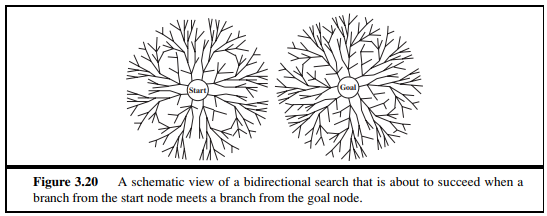 Start
Goal
Figure 3.20 A schematic view of a bidirectional search that is about to succeed when a
branch from the start node meets a branch from the goal node.